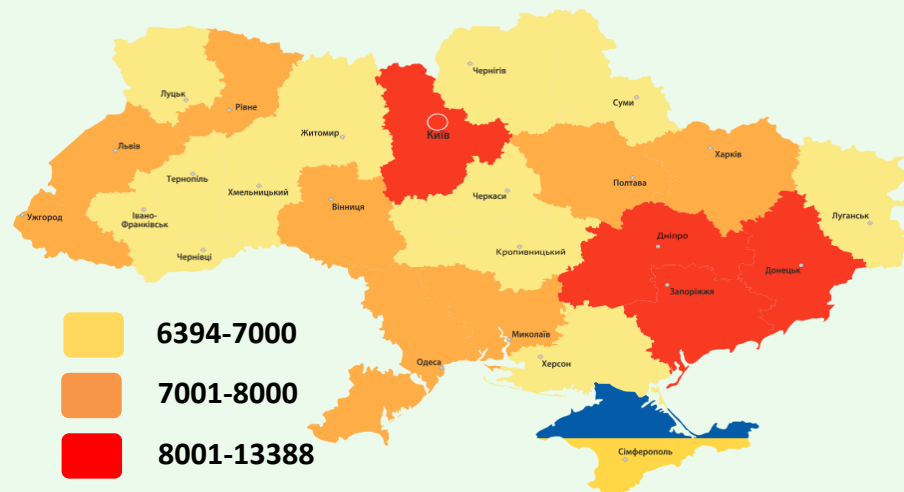 Чернігів
Луцьк
Рівне
Суми
Житомир
Київ
Львів
Харків
Тернопіль
Хмельницький
Полтава
Черкаси
Вінниця
Ужгород
Івано-
Франківськ
Луганськ
Чернівці
Дніпро
Кропивницький
Донецьк
Запоріжжя
Миколаїв
Одеса
Херсон
Сімферополь
6394-7000
7001-8000
8001-13388